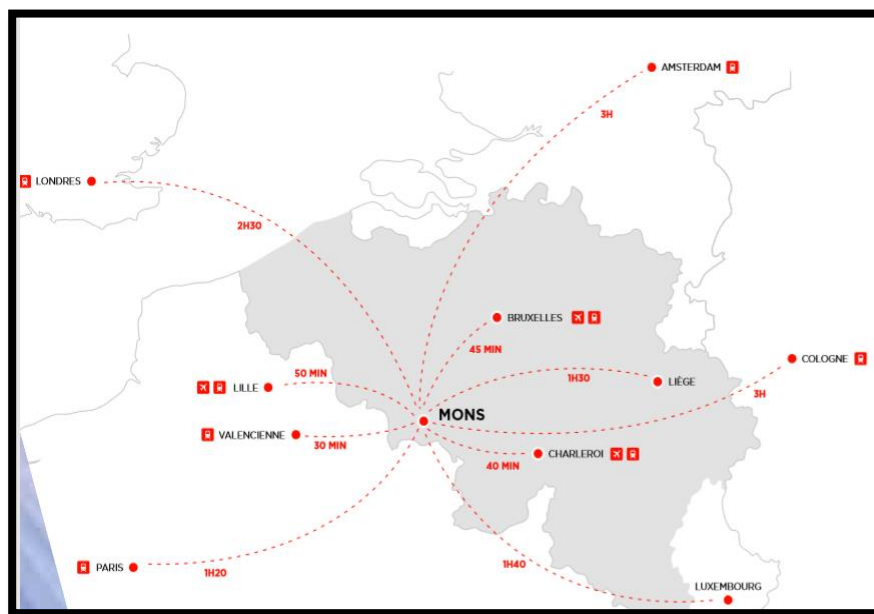 AMSTERDAM
3H
LONDRES
2H30
BRUXELLES
45 MIN
COLOGNE
50 MIN
1H30
LILLE
LIÈGE
3H
MONS
VALENCIENNE
30 MIN
CHARLEROI
40 MIN
PARIS
1H20
1H40
LUXEMBOURG